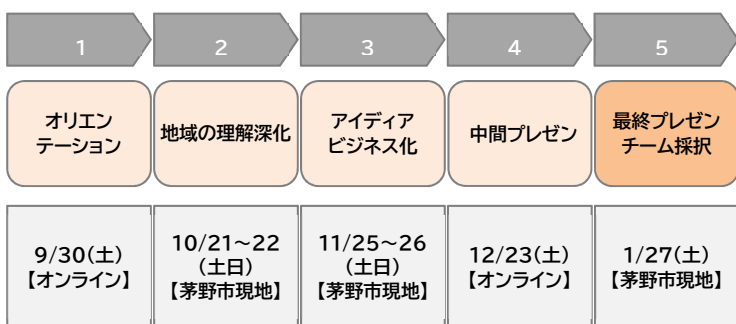 1
2
3
4
5
オリエン
テーション
地域の理解深化
アイディア
ビジネス化
中間プレゼン
最終プレゼン
チーム採択
9/30(土)
【オンライン】
10/21~22
(土日)
【茅野市現地】
11/25~26
(土日)
【茅野市現地】
12/23(土)
【オンライン】
1/27(土)
【茅野市現地】